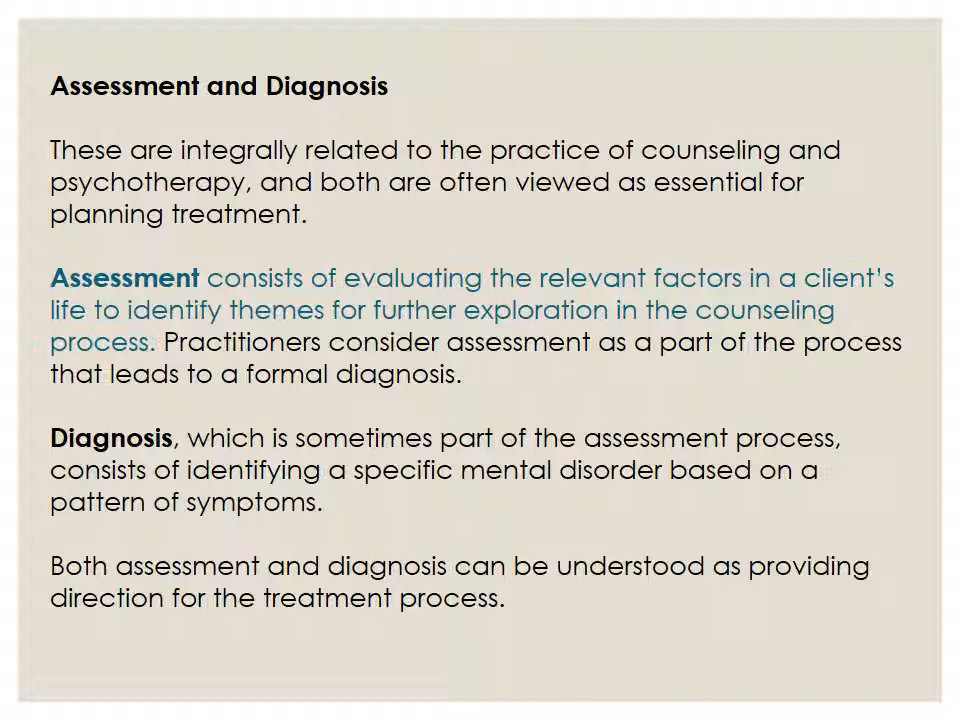 Assessment and Diagnosis
These are integrally related to the practice of counseling and
psychotherapy, and both are often viewed as essential for
planning treatment.
Assessment consists of evaluating the relevant factors in a client's
life to identify themes for further exploration in the counseling
process. Practitioners consider assessment as a part of the process
that leads to a formal diagnosis.
Diagnosis, which is sometimes part of the assessment process,
consists of identifying a specific mental disorder based on a
pattern of symptoms.
Both assessment and diagnosis can be understood as providing
direction for the treatment process.